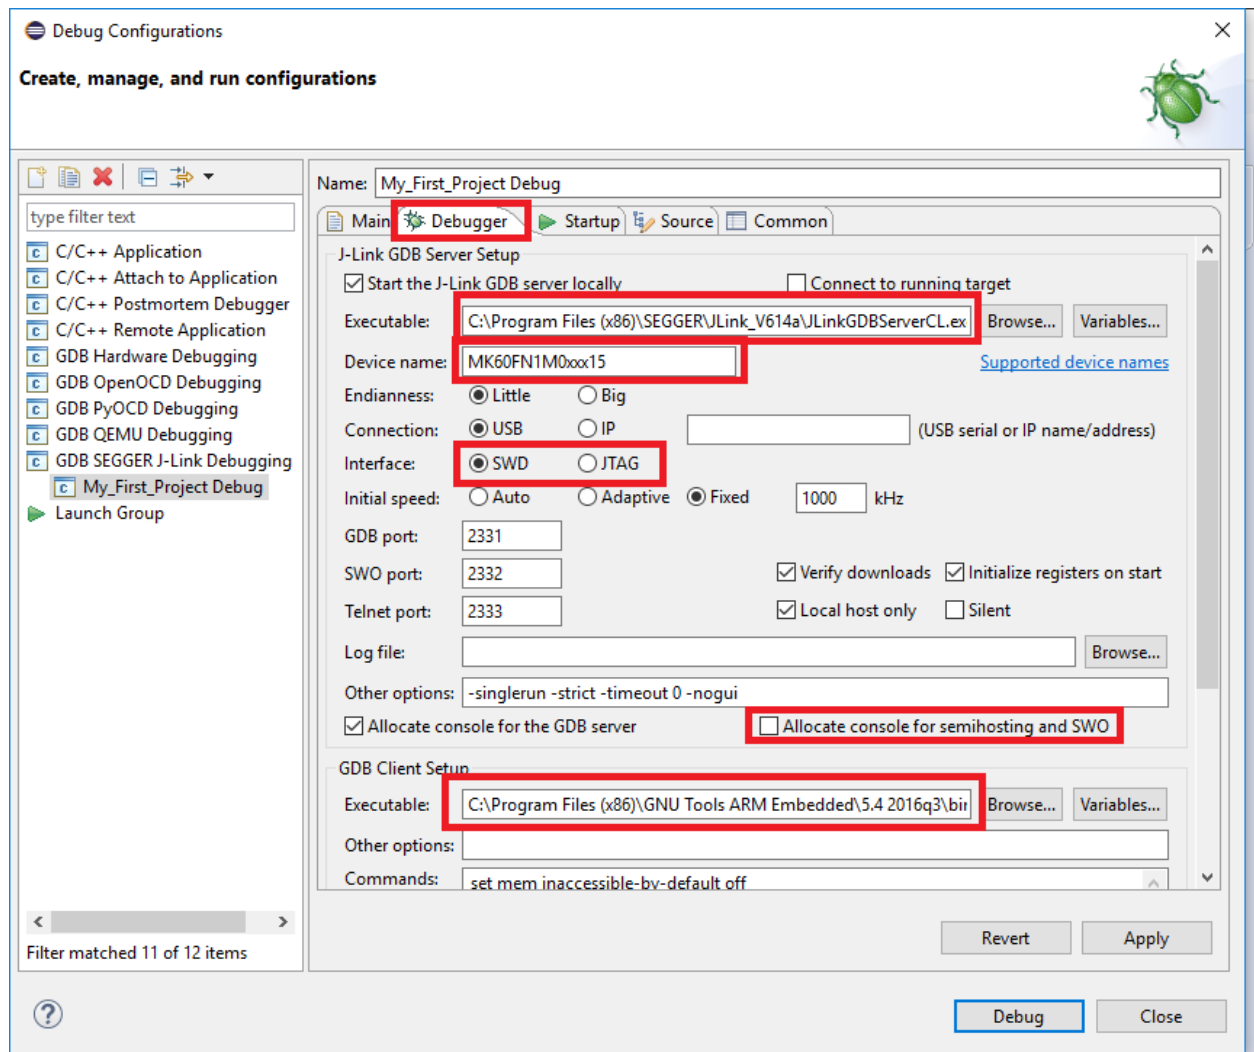 Debug Configurations
Create, manage, and run configurations
type filter text
C/C++ Application
C/C++ Attach to Application
C/C++ Postmortem Debugger
C/C++ Remote Application
GDB Hardware Debugging
GDB OpenOCD Debugging
GDB PyOCD Debugging
GDB QEMU Debugging
GDB SEGGER J-Link Debugging
My_First_Project Debug
Launch Group
Filter matched 11 of 12 items
Name: My_First_Project Debug
Main Debugger Startup Source Common
J-Link GDB Server Setup
Start the J-Link GDB server locally Connect to running target
Executable: C:\Program Files (x86)\SEGGER\JLink_V614a\JLinkGDBServerCL.ex Browse... Variables...
Device name: MK60FN1M0xxx15 Supported device names
Endianness: Little Big
Connection: USB IP (USB serial or IP name/address)
Interface: SWD JTAG
Initial speed: Auto Adaptive Fixed 1000 kHz
GDB port: 2331
SWO port: 2332 Verify downloads Initialize registers on start
Telnet port: 2333 Local host only Silent
Log file: Browse...
Other options: -singlerun -strict -timeout 0 -nogui
Allocate console for the GDB server Allocate console for semihosting and SWO
GDB Client Setup
Executable: C:\Program Files (x86)\GNU Tools ARM Embedded\5.4 2016q3\bin Browse... Variables...
Other options:
Commands: set mem inaccessible-by-default off
Revert Apply
Debug Close